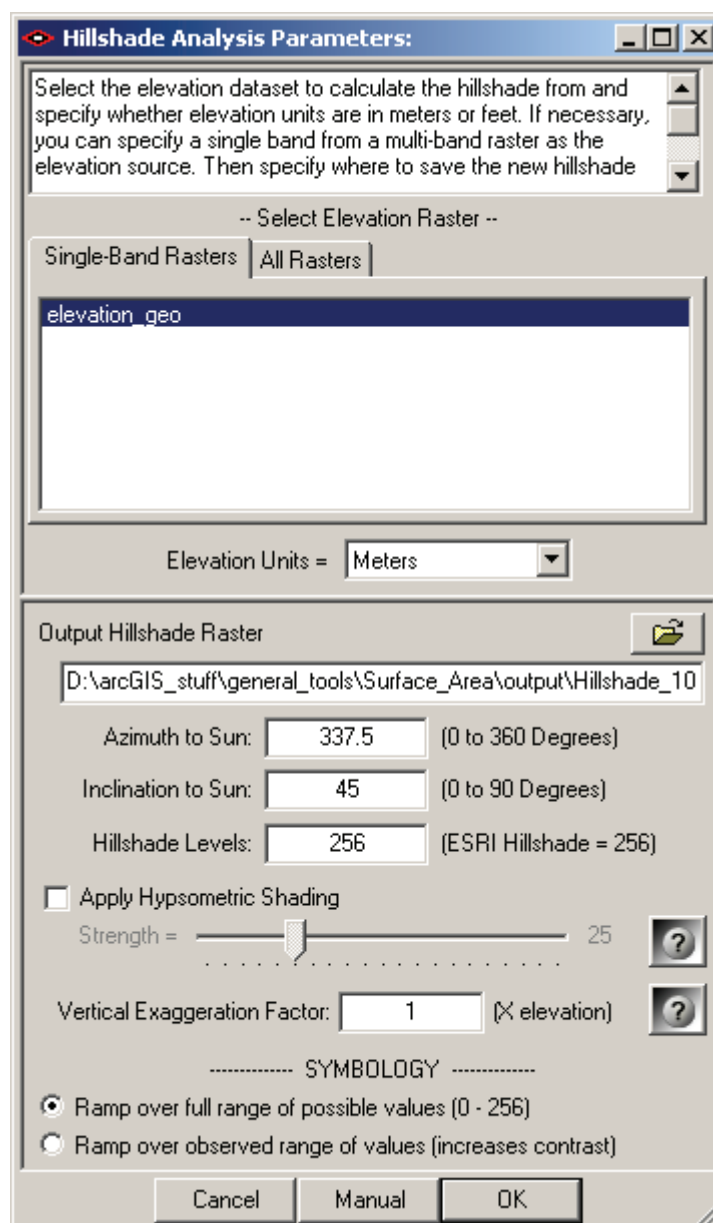 Hillshade Analysis Parameters:
Select the elevation dataset to calculate the hillshade from and
specify whether elevation units are in meters or feet. If necessary,
you can specify a single band from a multi-band raster as the
elevation source. Then specify where to save the new hillshade
-- Select Elevation Raster --
Single-Band Rasters All Rasters
elevation_geo
Elevation Units = Meters
Output Hillshade Raster
D:\arcGIS_stuff\general_tools\Surface_Area\output\Hillshade_10
Azimuth to Sun: 337.5 (0 to 360 Degrees)
Inclination to Sun: 45 (0 to 90 Degrees)
Hillshade Levels: 256 (ESRI Hillshade = 256)
Apply Hypsometric Shading
Strength = 25 ?
Vertical Exaggeration Factor: 1 (X elevation) ?
-------------- SYMBOLOGY --------------
Ramp over full range of possible values (0 - 256)
Ramp over observed range of values (increases contrast)
Cancel Manual OK